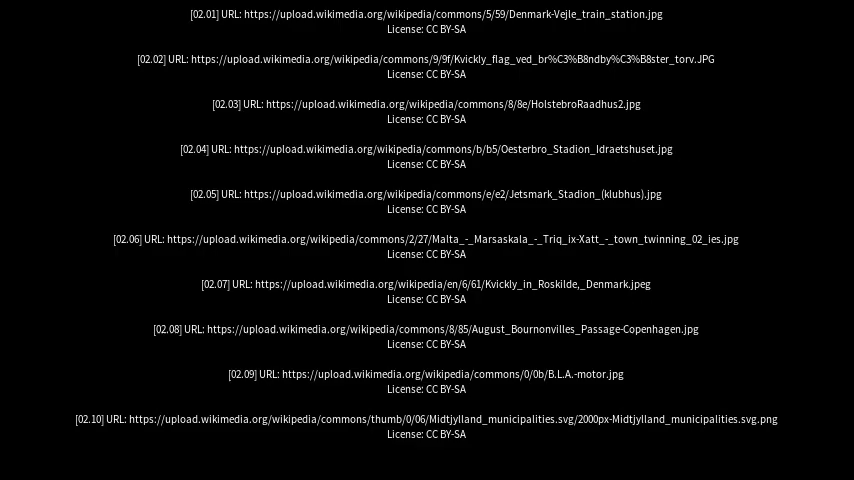 [02.01] URL: https://upload.wikimedia.org/wikipedia/commons/5/59/Denmark-Vejle_train_station.jpg
License: CC BY-SA
[02.02] URL: https://upload.wikimedia.org/wikipedia/commons/9/9f/Kvickly_flag_ved_br%C3%B8ndby%C3%B8ster_torv.JPG
License: CC BY-SA
[02.03] URL: https://upload.wikimedia.org/wikipedia/commons/8/8e/HolstebroRaadhus2.jpg
License: CC BY-SA
[02.04] URL: https://upload.wikimedia.org/wikipedia/commons/b/b5/Oesterbro_Stadion_Idraetshuset.jpg
License: CC BY-SA
[02.05] URL: https://upload.wikimedia.org/wikipedia/commons/e/e2/Jetsmark_Stadion_(klubhus).jpg
License: CC BY-SA
[02.06] URL: https://upload.wikimedia.org/wikipedia/commons/2/27/Malta_-_Marsaskala_-_Triq_ix-Xatt_-_town_twinning_02_ies.jpg
License: CC BY-SA
[02.07] URL: https://upload.wikimedia.org/wikipedia/en/6/61/Kvickly_in_Roskilde,_Denmark.jpeg
License: CC BY-SA
[02.08] URL: https://upload.wikimedia.org/wikipedia/commons/8/85/August_Bournonvilles_Passage-Copenhagen.jpg
License: CC BY-SA
[02.09] URL: https://upload.wikimedia.org/wikipedia/commons/0/0b/B.L.A.-motor.jpg
License: CC BY-SA
[02.10] URL: https://upload.wikimedia.org/wikipedia/commons/thumb/0/06/Midtjylland_municipalities.svg/2000px-Midtjylland_municipalities.svg.png
License: CC BY-SA